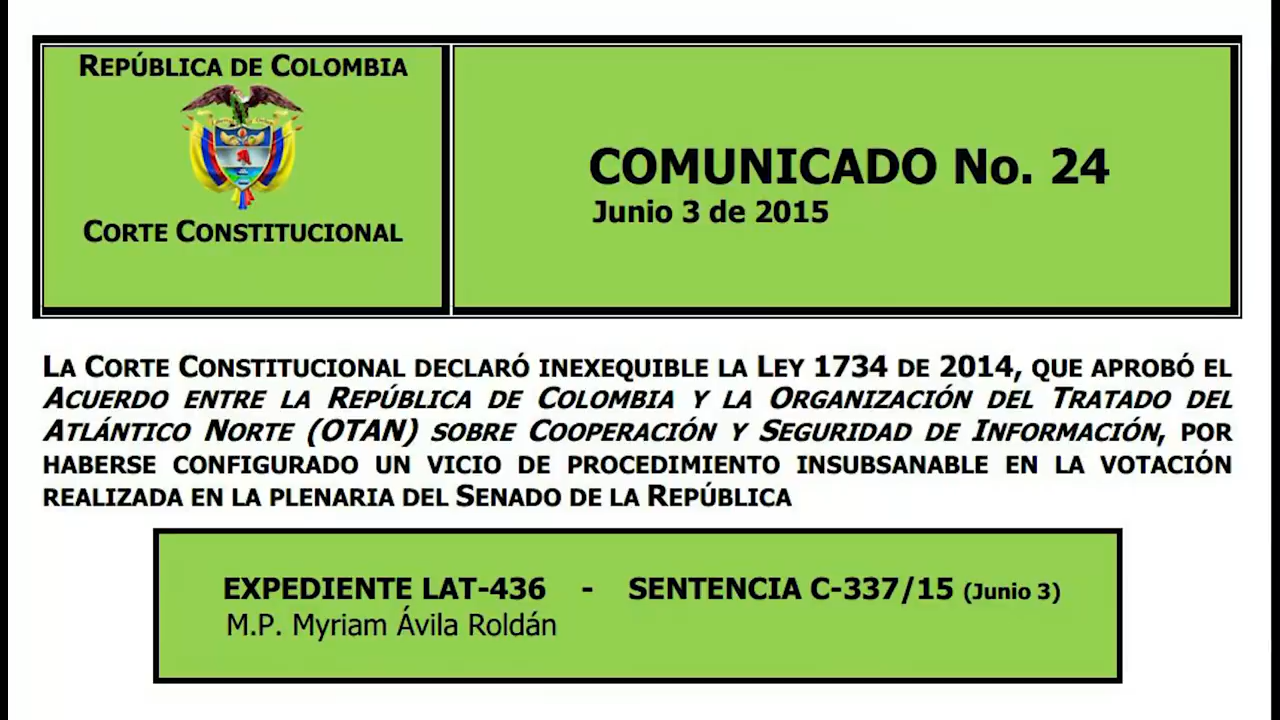 REPÚBLICA DE COLOMBIA
CORTE CONSTITUCIONAL
COMUNICADO No. 24
Junio 3 de 2015
LA CORTE CONSTITUCIONAL DECLARÓ INEXEQUIBLE LA LEY 1734 DE 2014, QUE APROBÓ EL
ACUERDO ENTRE LA REPÚBLICA DE COLOMBIA Y LA ORGANIZACIÓN DEL TRATADO DEL
ATLÁNTICO NORTE (OTAN) SOBRE COOPERACIÓN Y SEGURIDAD DE INFORMACIÓN, POR
HABERSE CONFIGURADO UN VICIO DE PROCEDIMIENTO INSUBSANABLE EN LA VOTACIÓN
REALIZADA EN LA PLENARIA DEL SENADO DE LA REPÚBLICA
EXPEDIENTE LAT-436 - SENTENCIA C-337/15 (Junio 3)
M.P. Myriam Ávila Roldán